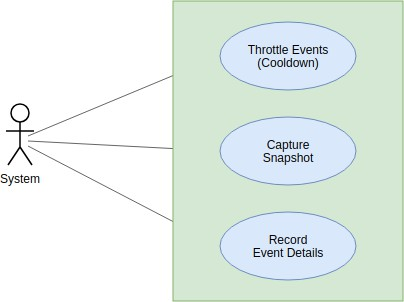 Throttle Events
(Cooldown)
Capture
Snapshot
System
Record
Event Details